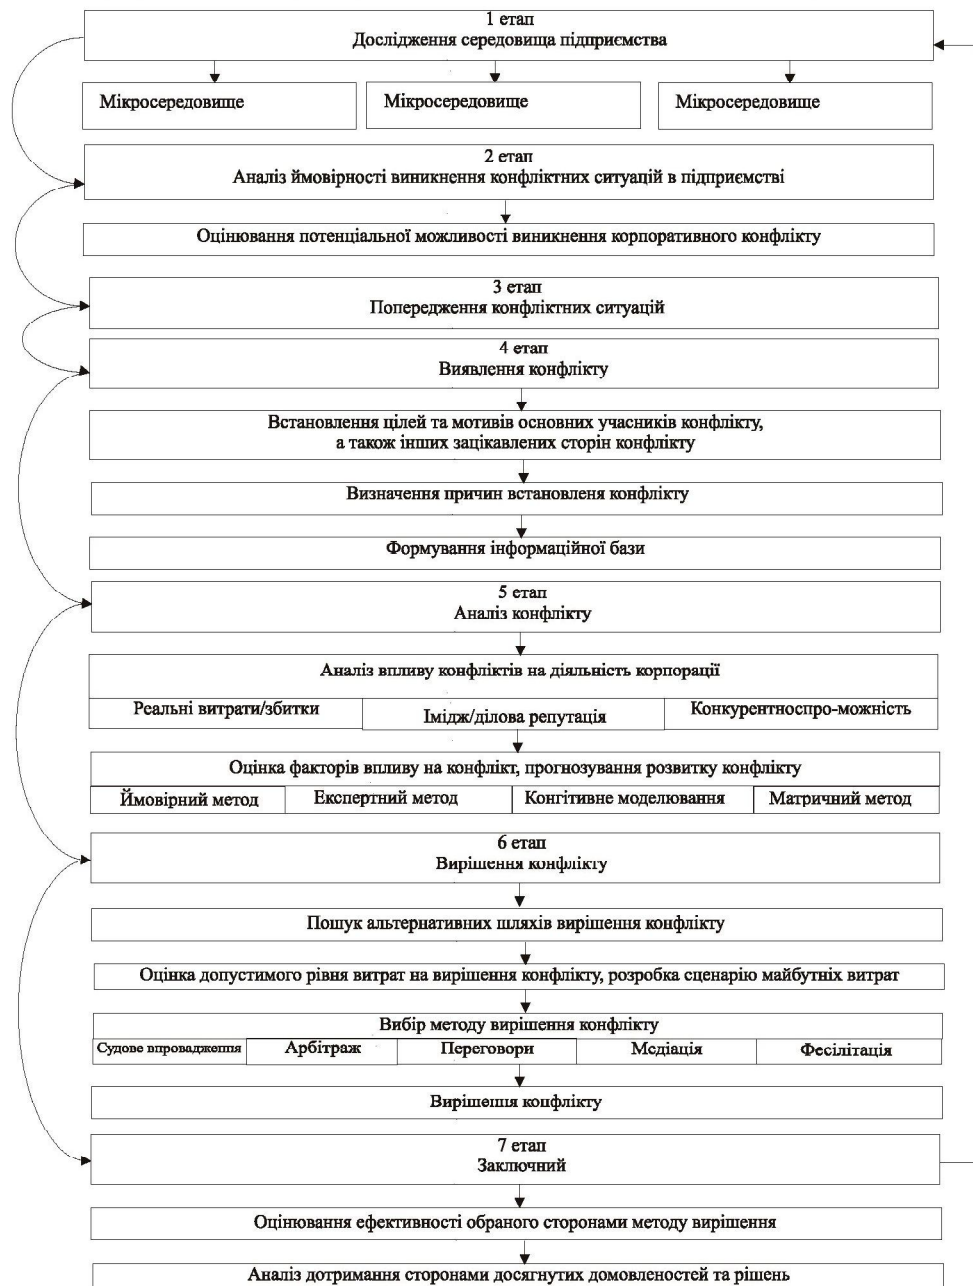 1 етап
Дослідження середовища підприємства
Мікросередовище
Мікросередовище
Мікросередовище
2 етап
Аналіз ймовірності виникнення конфліктних ситуацій в підприємстві
Оцінювання потенціальної можливості виникнення корпоративного конфлікту
3 етап
Попередження конфліктних ситуацій
4 етап
Виявлення конфлікту
Встановлення цілей та мотивів основних учасників конфлікту,
а також інших зацікавлених сторін конфлікту
Визначення причин встановленя конфлікту
Формування інформаційної бази
5 етап
Аналіз конфлікту
Аналіз впливу конфліктів на діяльність корпорації
Реальні витрати/збитки
Імідж/ділова репутація
Конкурентноспро-можність
Оцінка факторів впливу на конфлікт, прогнозування розвитку конфлікту
Ймовірний метод
Експертний метод
Конгітивне моделювання
Матричний метод
6 етап
Вирішення конфлікту
Пошук альтернативних шляхів вирішення конфлікту
Оцінка допустимого рівня витрат на вирішення конфлікту, розробка сценарію майбутніх витрат
Вибір методу вирішення конфлікту
Судове впровадження
Арбітраж
Переговори
Медіація
Фесілітація
Вирішення конфлікту
7 етап
Заключний
Оцінювання ефективності обраного сторонами методу вирішення
Аналіз дотримання сторонами досягнутих домовленостей та рішень